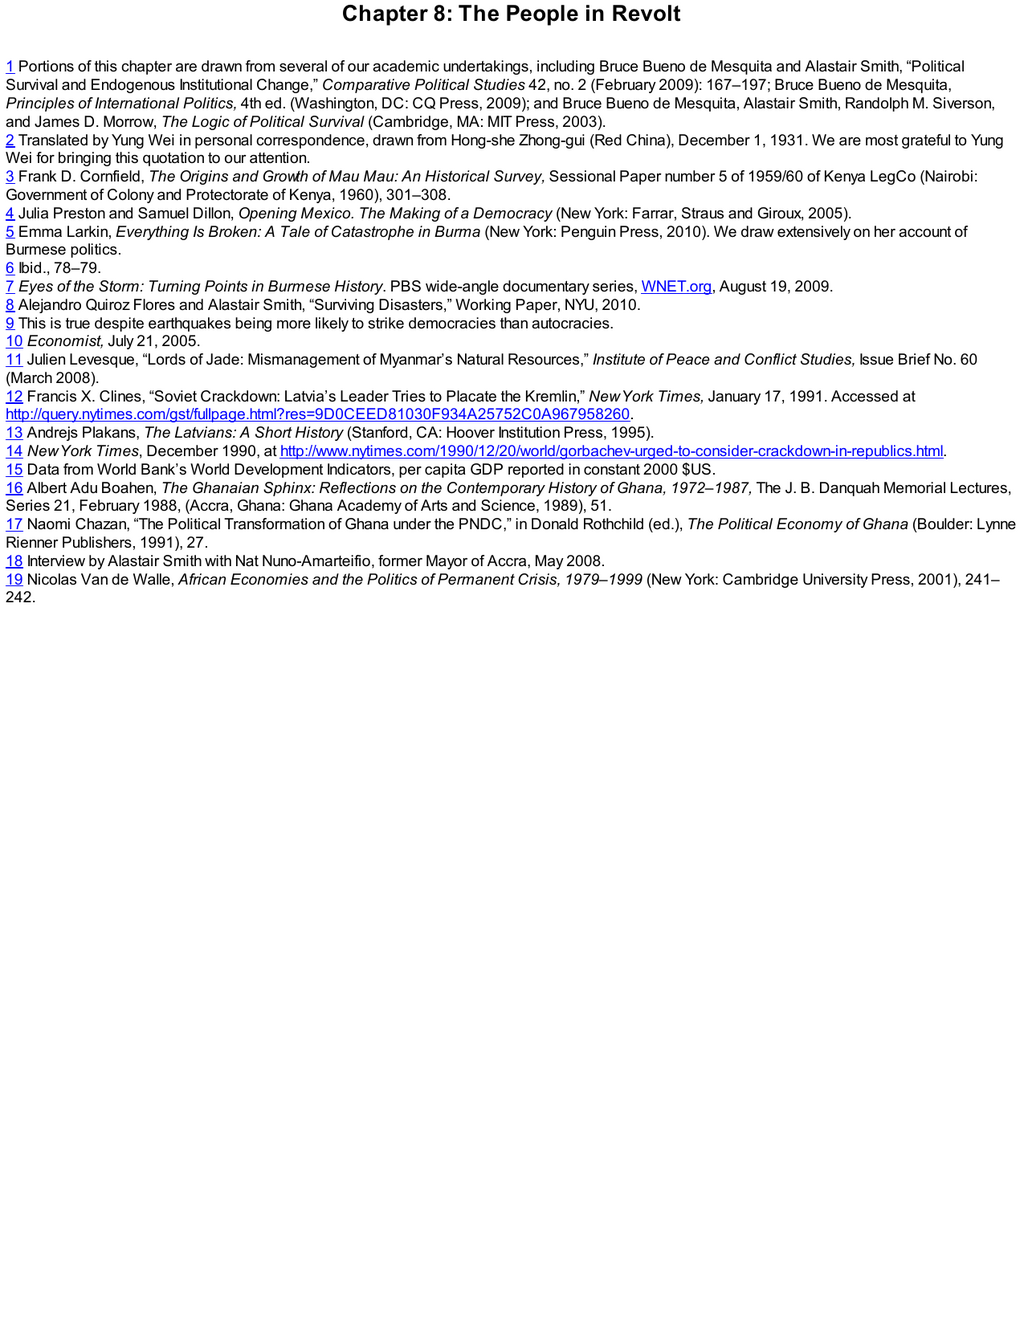 Chapter 8: The People in Revolt
1 Portions of this chapter are drawn from several of our academic undertakings, including Bruce Bueno de Mesquita and Alastair Smith, “Political
Survival and Endogenous Institutional Change,” Comparative Political Studies 42, no. 2 (February 2009): 167–197; Bruce Bueno de Mesquita,
Principles of International Politics, 4th ed. (Washington, DC: CQ Press, 2009); and Bruce Bueno de Mesquita, Alastair Smith, Randolph M. Siverson,
and James D. Morrow, The Logic of Political Survival (Cambridge, MA: MIT Press, 2003).
2 Translated by Yung Wei in personal correspondence, drawn from Hong-she Zhong-gui (Red China), December 1, 1931. We are most grateful to Yung
Wei for bringing this quotation to our attention.
3 Frank D. Cornfield, The Origins and Growth of Mau Mau: An Historical Survey, Sessional Paper number 5 of 1959/60 of Kenya LegCo (Nairobi:
Government of Colony and Protectorate of Kenya, 1960), 301–308.
4 Julia Preston and Samuel Dillon, Opening Mexico. The Making of a Democracy (New York: Farrar, Straus and Giroux, 2005).
5 Emma Larkin, Everything Is Broken: A Tale of Catastrophe in Burma (New York: Penguin Press, 2010). We draw extensively on her account of
Burmese politics.
6 Ibid., 78–79.
7 Eyes of the Storm: Turning Points in Burmese History. PBS wide-angle documentary series, WNET.org, August 19, 2009.
8 Alejandro Quiroz Flores and Alastair Smith, “Surviving Disasters,” Working Paper, NYU, 2010.
9 This is true despite earthquakes being more likely to strike democracies than autocracies.
10 Economist, July 21, 2005.
11 Julien Levesque, “Lords of Jade: Mismanagement of Myanmar’s Natural Resources,” Institute of Peace and Conflict Studies, Issue Brief No. 60
(March 2008).
12 Francis X. Clines, “Soviet Crackdown: Latvia’s Leader Tries to Placate the Kremlin,” New York Times, January 17, 1991. Accessed at
http://query.nytimes.com/gst/fullpage.html?res=9D0CEED81030F934A25752C0A967958260.
13 Andrejs Plakans, The Latvians: A Short History (Stanford, CA: Hoover Institution Press, 1995).
14 New York Times, December 1990, at http://www.nytimes.com/1990/12/20/world/gorbachev-urged-to-consider-crackdown-in-republics.html.
15 Data from World Bank’s World Development Indicators, per capita GDP reported in constant 2000 $US.
16 Albert Adu Boahen, The Ghanaian Sphinx: Reflections on the Contemporary History of Ghana, 1972–1987, The J. B. Danquah Memorial Lectures,
Series 21, February 1988, (Accra, Ghana: Ghana Academy of Arts and Science, 1989), 51.
17 Naomi Chazan, “The Political Transformation of Ghana under the PNDC,” in Donald Rothchild (ed.), The Political Economy of Ghana (Boulder: Lynne
Rienner Publishers, 1991), 27.
18 Interview by Alastair Smith with Nat Nuno-Amarteifio, former Mayor of Accra, May 2008.
19 Nicolas Van de Walle, African Economies and the Politics of Permanent Crisis, 1979–1999 (New York: Cambridge University Press, 2001), 241–
242.